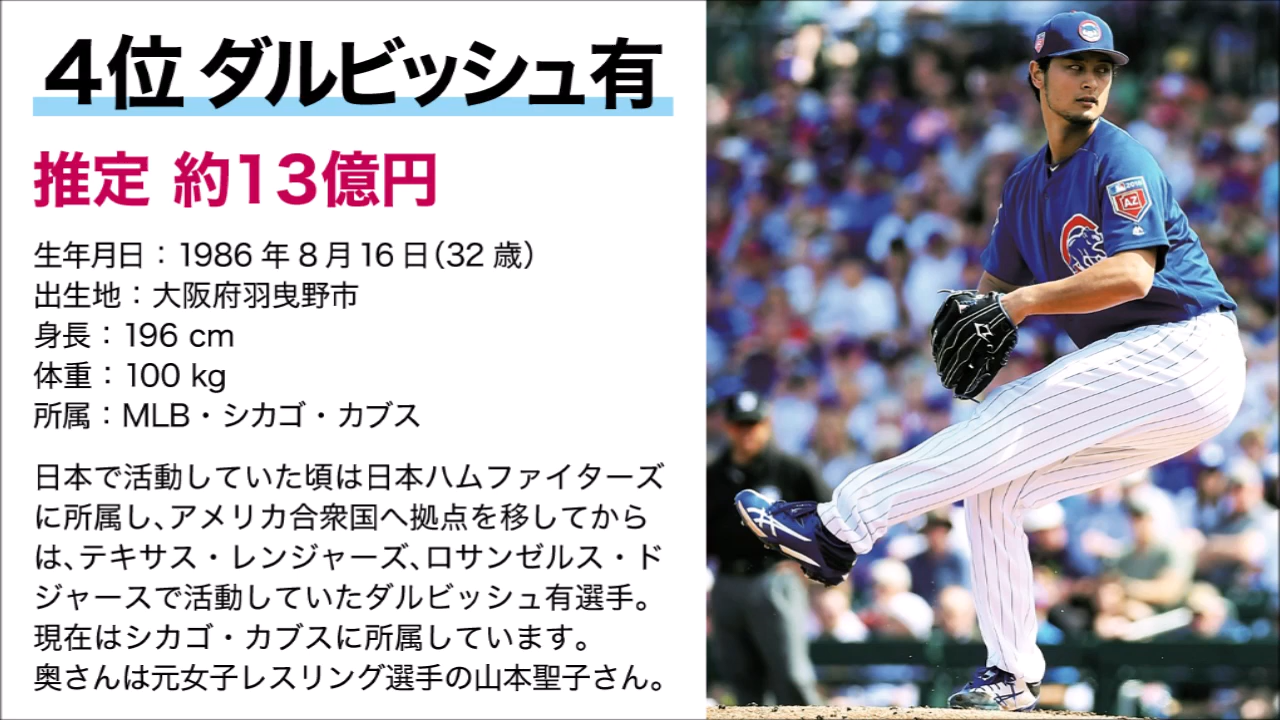 4位 ダルビッシュ有
推定 約13億円
生年月日：1986年8月16日（32歳）
出生地：大阪府羽曳野市
身長：196 cm
体重：100 kg
所属：MLB・シカゴ・カブス
日本で活動していた頃は日本ハムファイターズ
に所属し、アメリカ合衆国へ拠点を移してから
は、テキサス・レンジャーズ、ロサンゼルス・ド
ジャースで活動していたダルビッシュ有選手。
現在はシカゴ・カブスに所属しています。
奥さんは元女子レスリング選手の山本聖子さん。
AZ